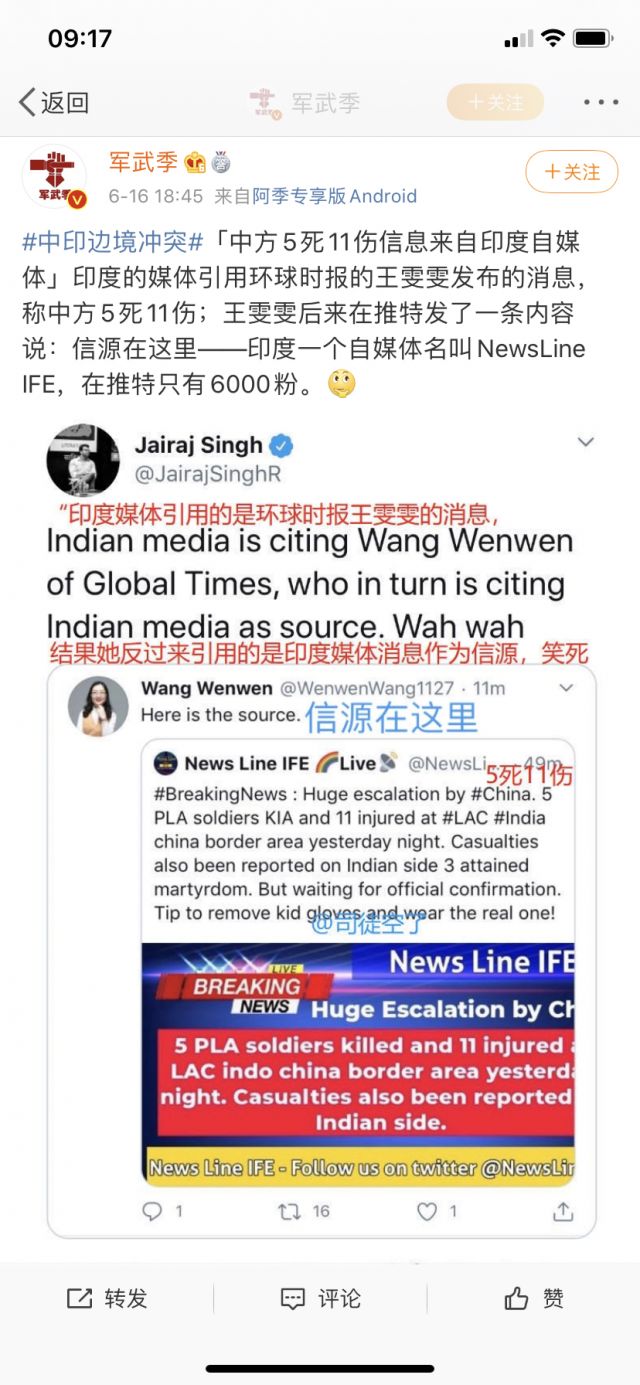 09:17
返回
军武季
+关注
军武季
+关注
军武季
6-16 18:45 来自阿季专享版Android
#中印边境冲突#「中方5死11伤信息来自印度自媒
体」印度的媒体引用环球时报的王雯雯发布的消息，
称中方5死11伤；王雯雯后来在推特发了一条内容
说：信源在这里——印度一个自媒体名叫NewsLine
IFE，在推特只有6000粉。
Jairaj Singh
@JairajSinghR
“印度媒体引用的是环球时报王雯雯的消息，
Indian media is citing Wang Wenwen
of Global Times, who in turn is citing
Indian media as source. Wah wah
结果她反过来引用的是印度媒体消息作为信源，笑死
Wang Wenwen @WenwenWang1127 · 11m
Here is the source. 信源在这里
News Line IFE Live @NewsLi... 49m
5死11伤
#BreakingNews : Huge escalation by #China. 5
PLA soldiers KIA and 11 injured at #LAC #India
china border area yesterday night. Casualties
also been reported on Indian side 3 attained
martyrdom. But waiting for official confirmation.
Tip to remove kid gloves and wear the real one!
@司徒空了
News Line IFE
LIVE
BREAKING
NEWS
Huge Escalation by Ch
5 PLA soldiers killed and 11 injured
LAC indo china border area yesterda
night. Casualties also been reported
Indian side.
News Line IFE - Follow us on twitter @NewsLin
1
16
1
转发
评论
赞